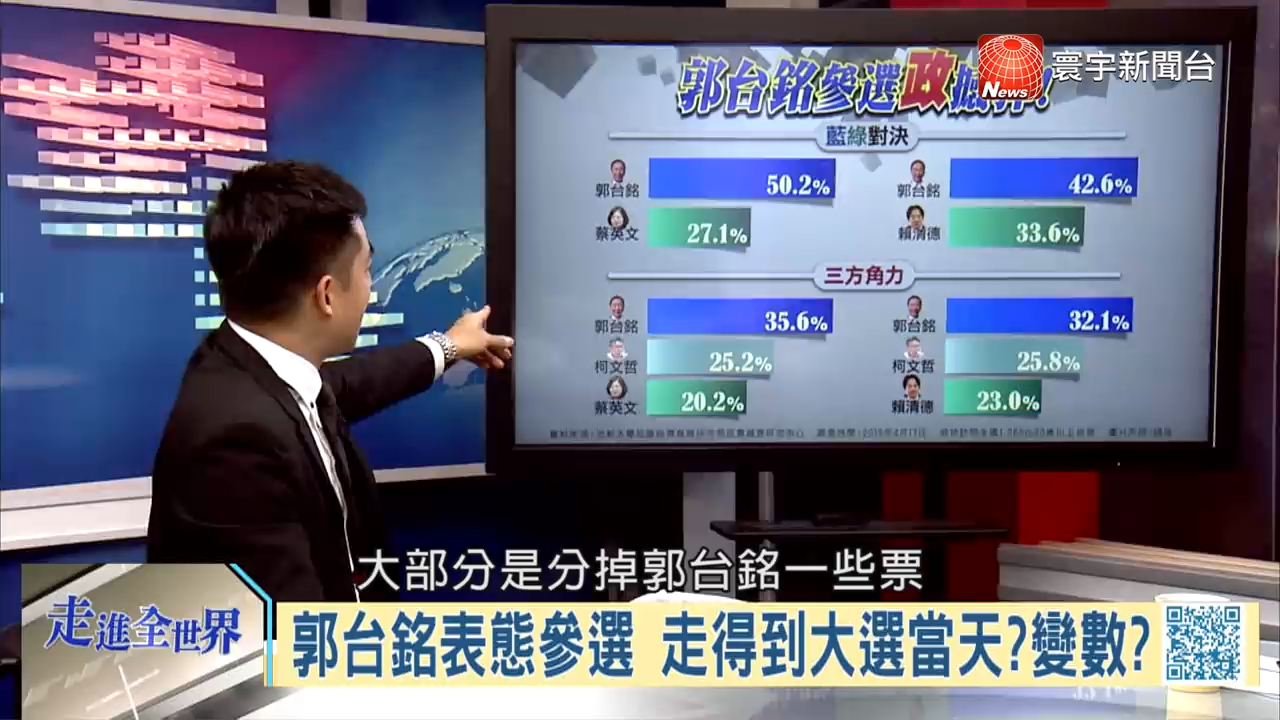 News 寰宇新聞台
郭台銘參選政
藍綠對決
郭台銘 50.2% 郭台銘 42.6%
蔡英文 27.1% 賴清德 33.6%
三方角力
郭台銘 35.6% 郭台銘 32.1%
柯文哲 25.2% 柯文哲 25.8%
蔡英文 20.2% 賴清德 23.0%
大部分是分掉郭台銘一些票
走進全世界
郭台銘表態參選 走得到大選當天?變數?